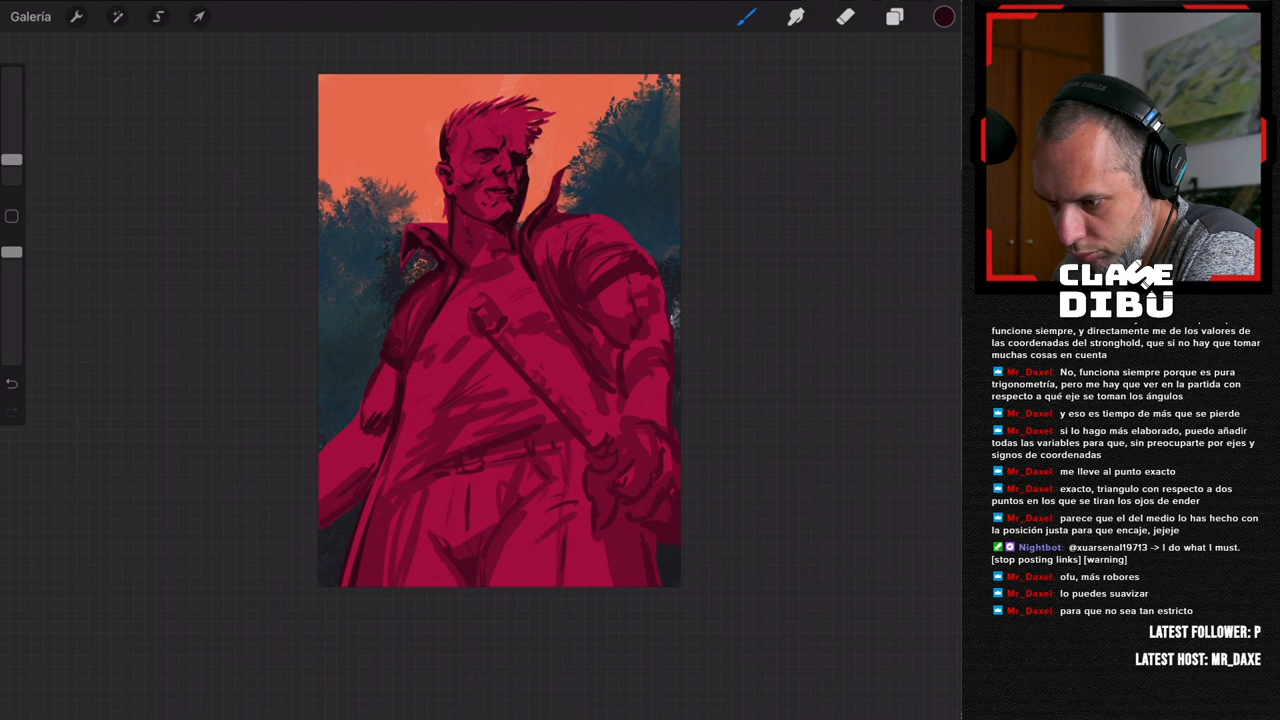 Galería
CLASE
DIBU
funcione siempre, y directamente me de los valores de
las coordenadas del stronghold, que si no hay que tomar
muchas cosas en cuenta
Mr_Daxel: No, funciona siempre porque es pura
trigonometría, pero me hay que ver en la partida con
respecto a qué eje se toman los ángulos
Mr_Daxel: y eso es tiempo de más que se pierde
Mr_Daxel: si lo hago más elaborado, puedo añadir
todas las variables para que, sin preocuparte por ejes y
signos de coordenadas
Mr_Daxel: me lleve al punto exacto
Mr_Daxel: exacto, triangulo con respecto a dos
puntos en los que se tiran los ojos de ender
Mr_Daxel: parece que el del medio lo has hecho con
la posición justa para que encaje, jejeje
Nightbot: @xuarsenal19713 -> I do what I must.
[stop posting links] [warning]
Mr_Daxel: ofu, más robores
Mr_Daxel: lo puedes suavizar
Mr_Daxel: para que no sea tan estricto
LATEST FOLLOWER: P
LATEST HOST: MR_DAXE